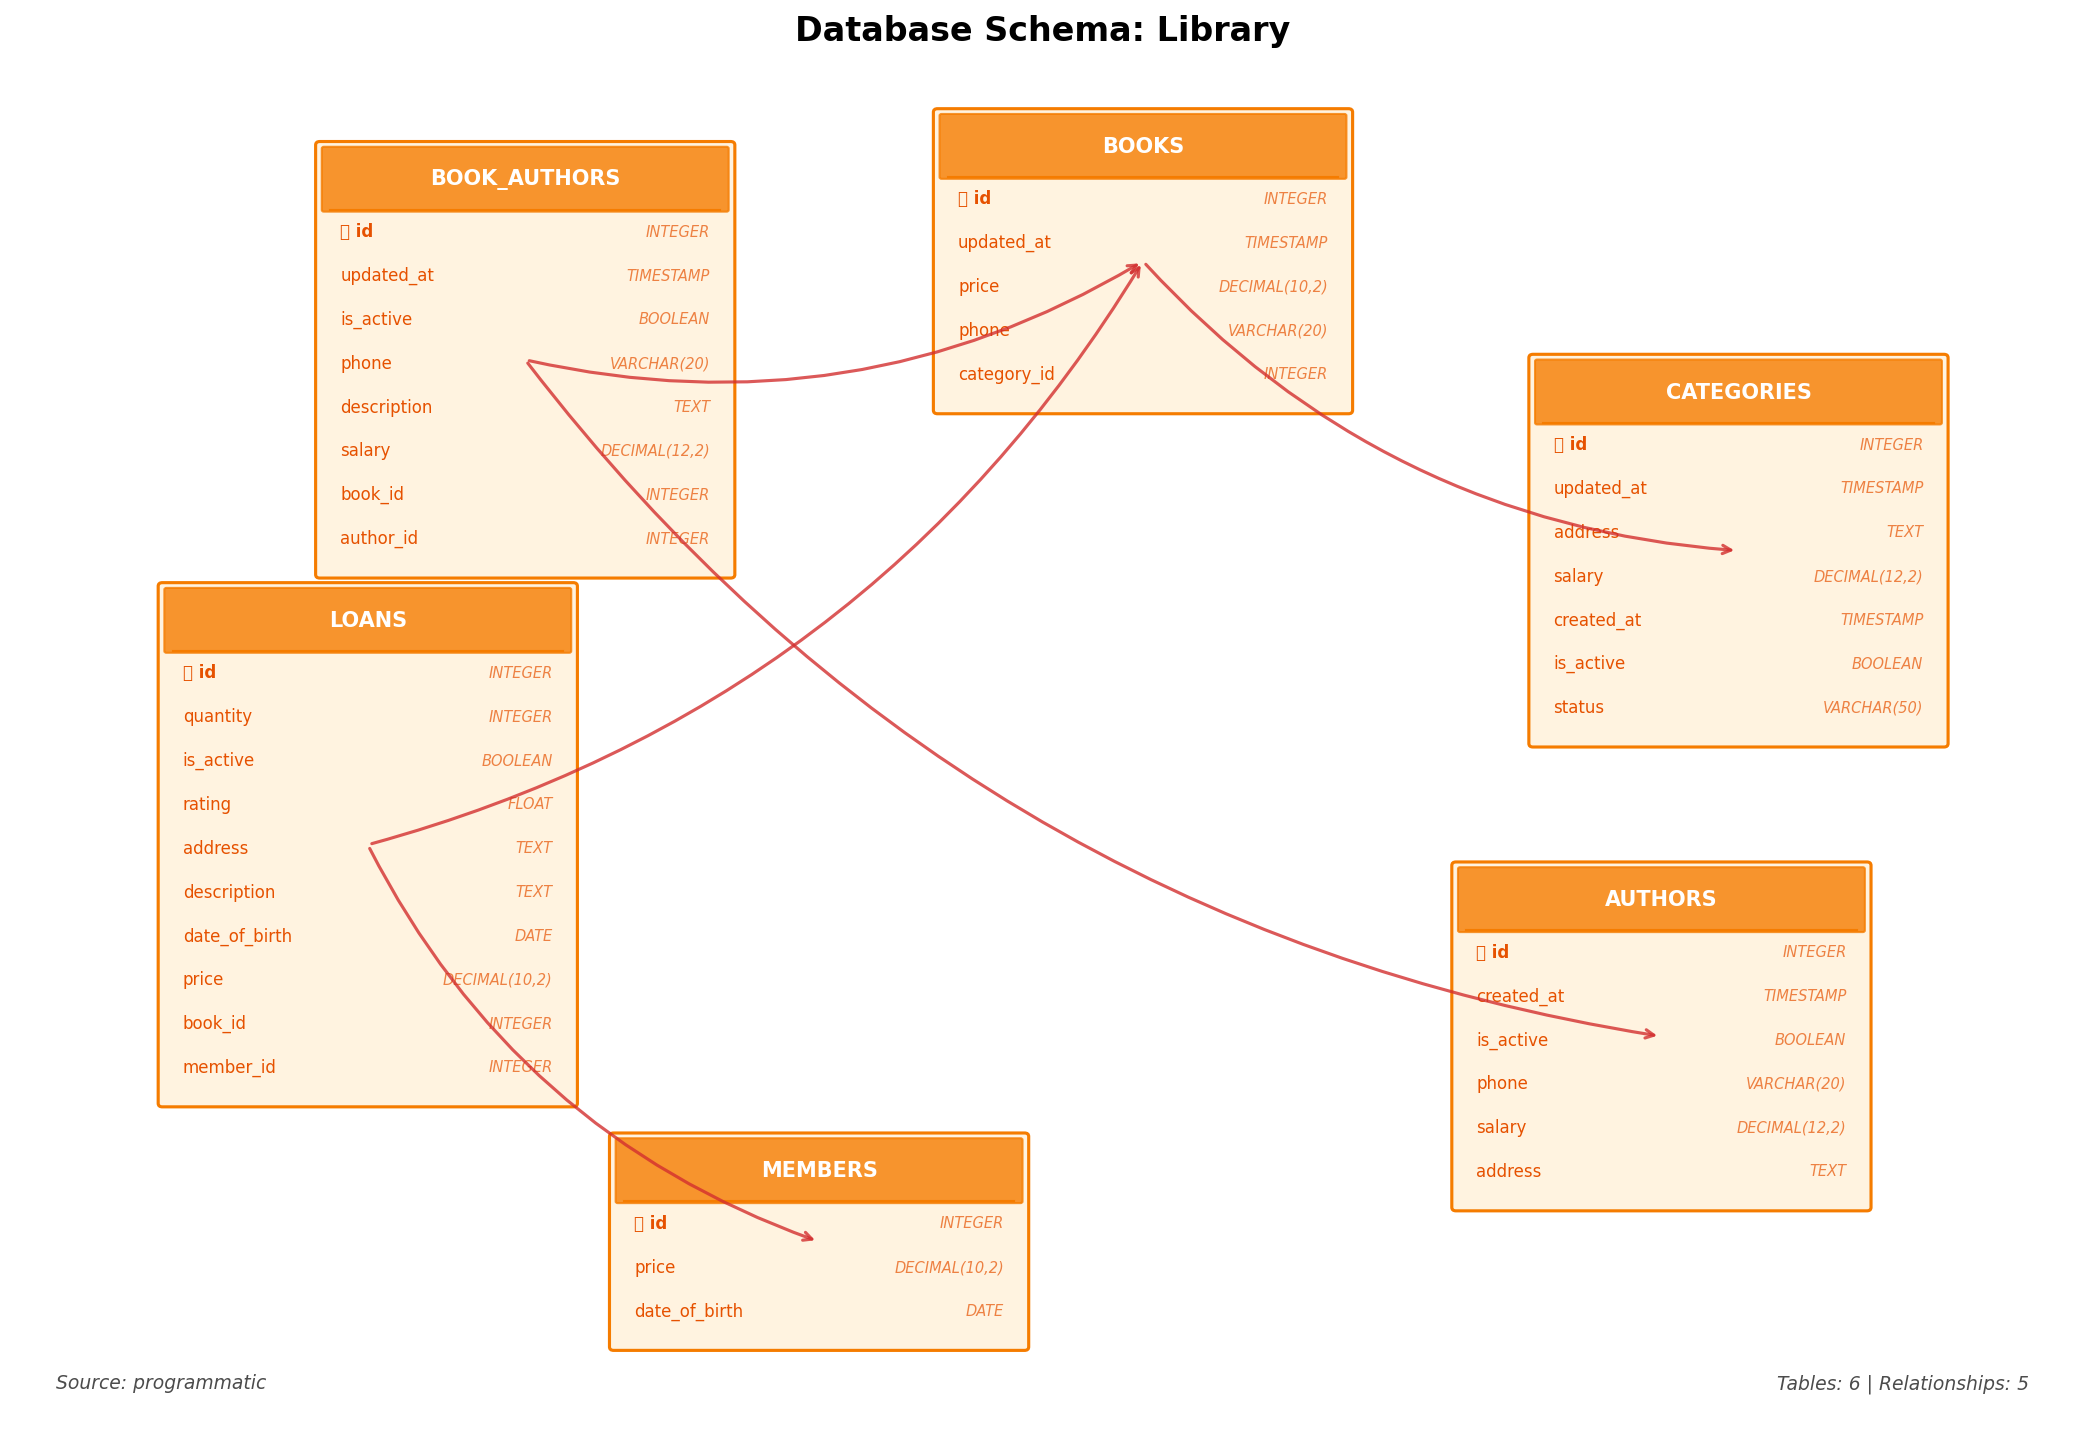 Database Schema: Library
BOOK_AUTHORS
id INTEGER
updated_at TIMESTAMP
is_active BOOLEAN
phone VARCHAR(20)
description TEXT
salary DECIMAL(12,2)
book_id INTEGER
author_id INTEGER
BOOKS
id INTEGER
updated_at TIMESTAMP
price DECIMAL(10,2)
phone VARCHAR(20)
category_id INTEGER
CATEGORIES
id INTEGER
updated_at TIMESTAMP
address TEXT
salary DECIMAL(12,2)
created_at TIMESTAMP
is_active BOOLEAN
status VARCHAR(50)
LOANS
id INTEGER
quantity INTEGER
is_active BOOLEAN
rating FLOAT
address TEXT
description TEXT
date_of_birth DATE
price DECIMAL(10,2)
book_id INTEGER
member_id INTEGER
AUTHORS
id INTEGER
created_at TIMESTAMP
is_active BOOLEAN
phone VARCHAR(20)
salary DECIMAL(12,2)
address TEXT
MEMBERS
id INTEGER
price DECIMAL(10,2)
date_of_birth DATE
Source: programmatic
Tables: 6 | Relationships: 5